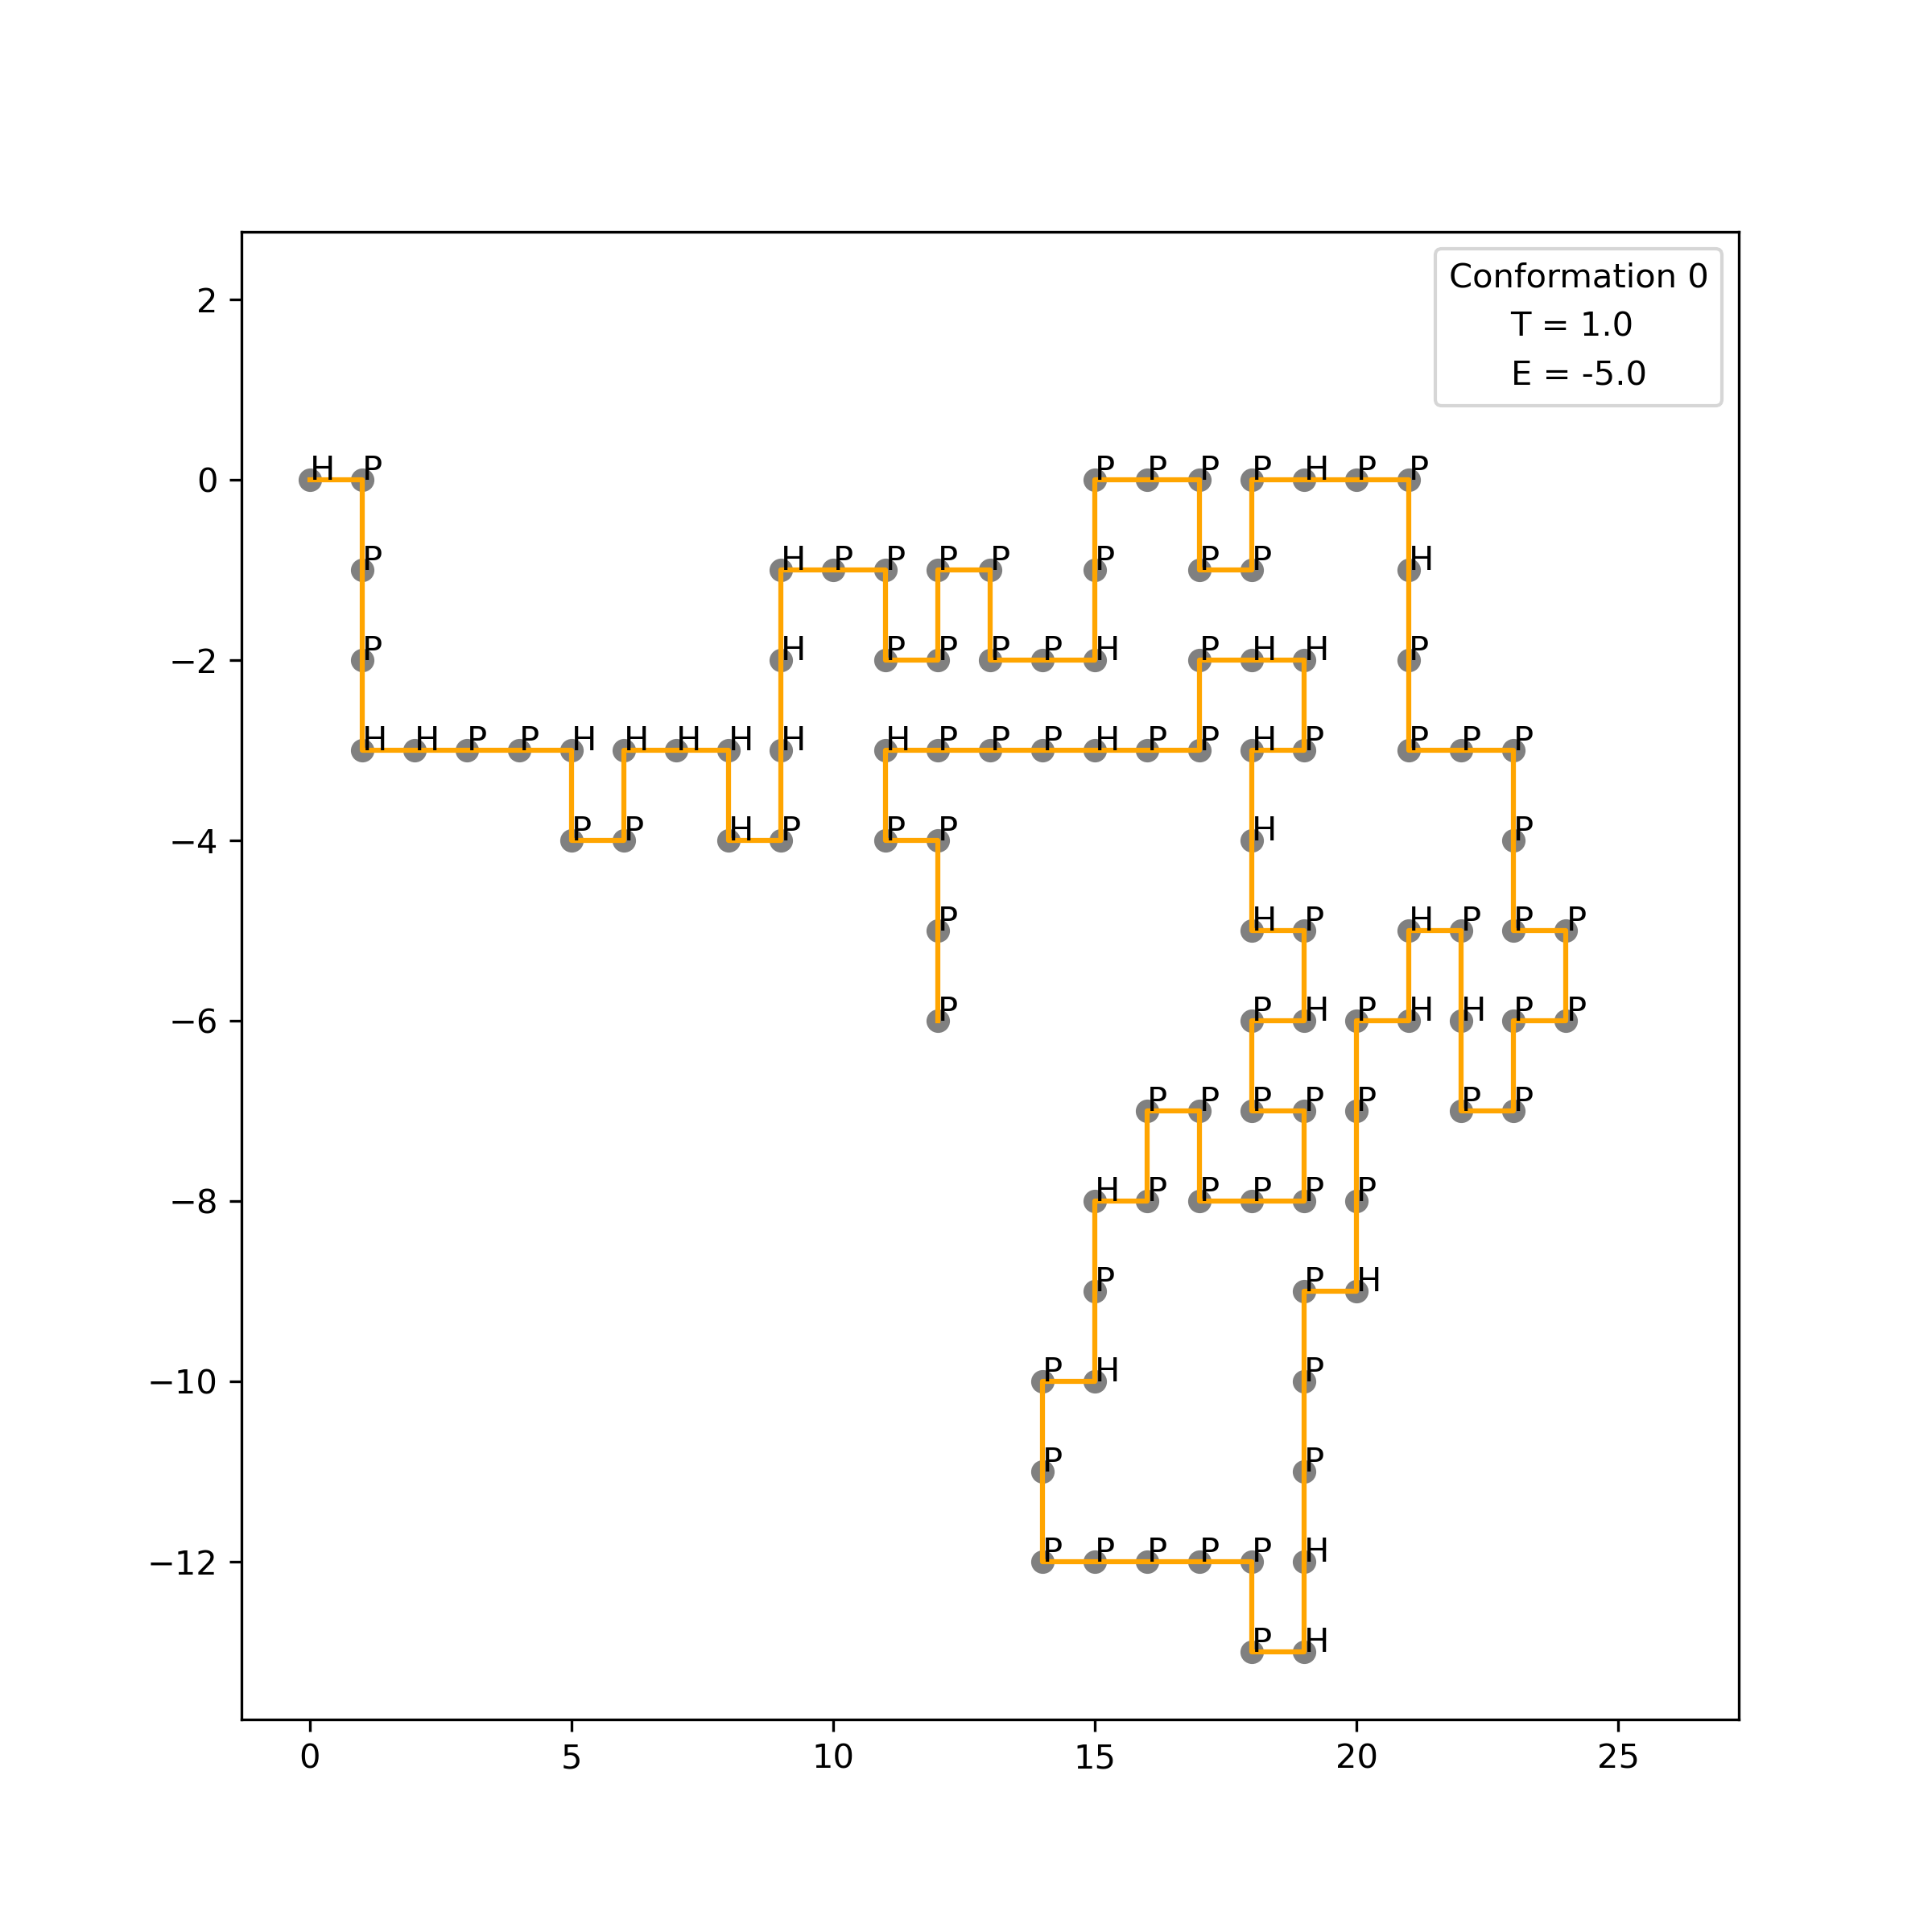 Conformation 0
T = 1.0
E = -5.0
2
0
−2
−4
−6
−8
−10
−12
H P P P P P H P P
P H P P P P P P H
P H P P P P H P H H P
H H P P H H H H H H P P P H P P H P P P P
P P H P P P H P
P H P H P P P
P P H P H P P
P P P P P P P
H P P P P P
P P H
P H P
P P
P P P P P H
P H
0 5 10 15 20 25